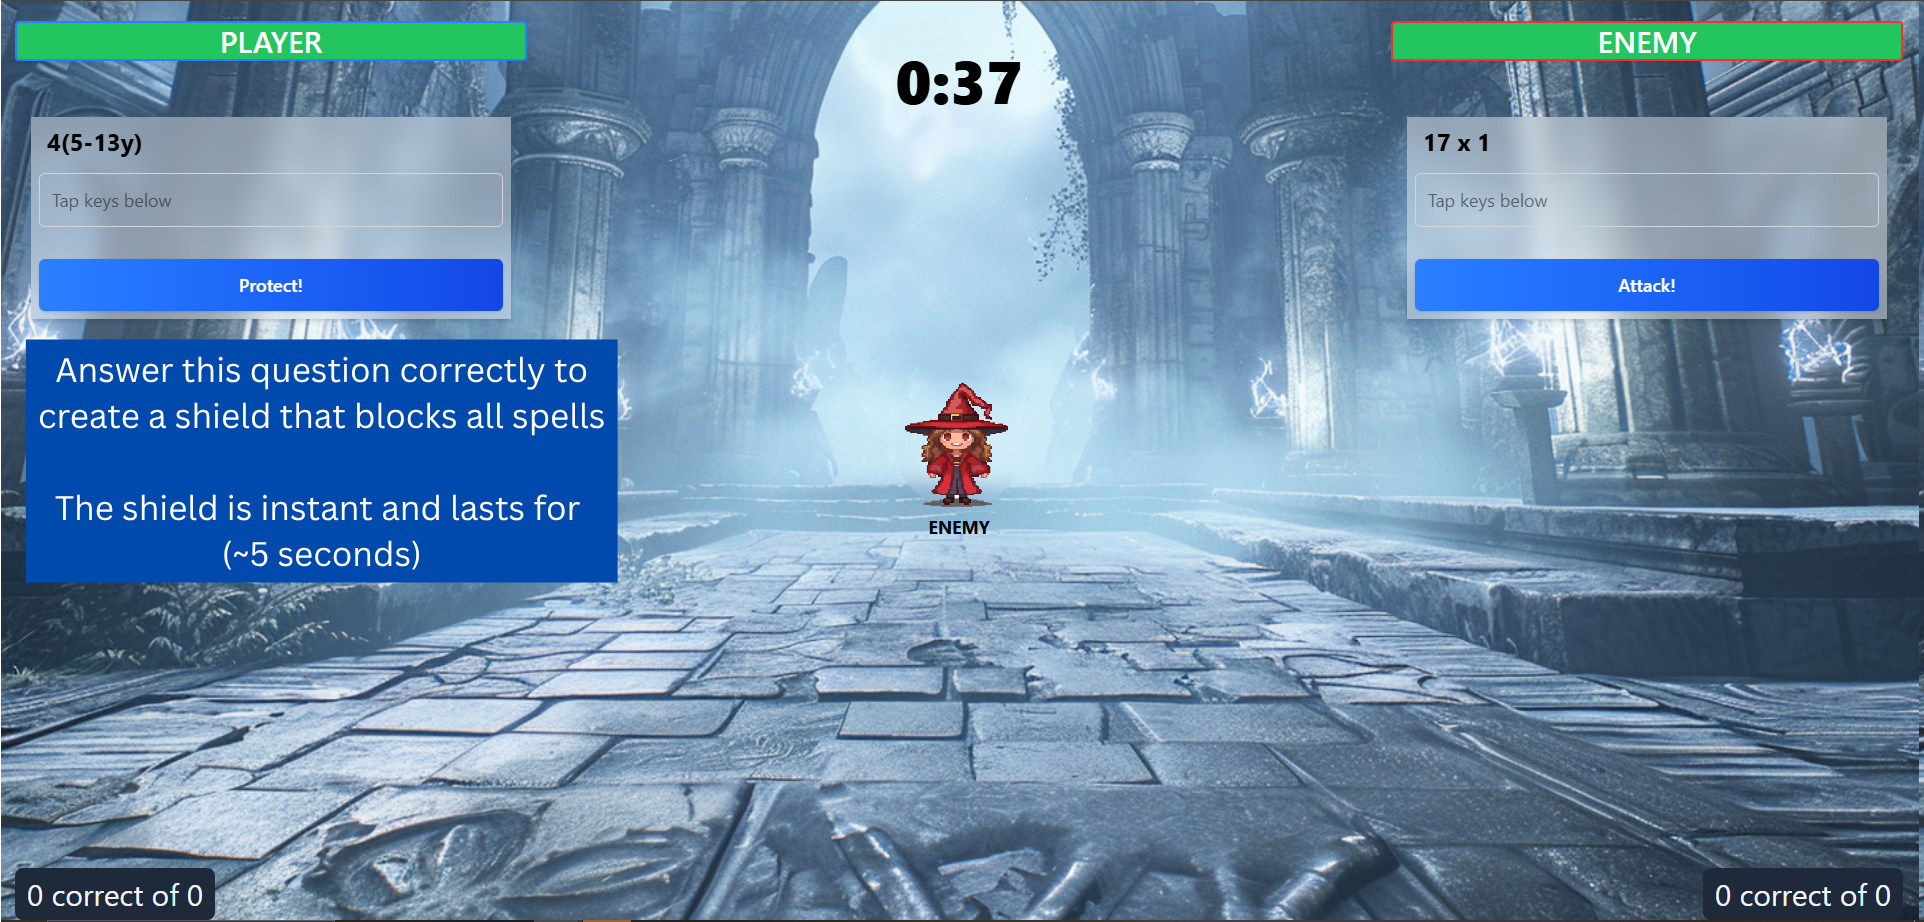 PLAYER
ENEMY
0:37
4(5-13y)
Tap keys below
Protect!
17 x 1
Tap keys below
Attack!
Answer this question correctly to
create a shield that blocks all spells
The shield is instant and lasts for
(~5 seconds)
ENEMY
0 correct of 0
0 correct of 0